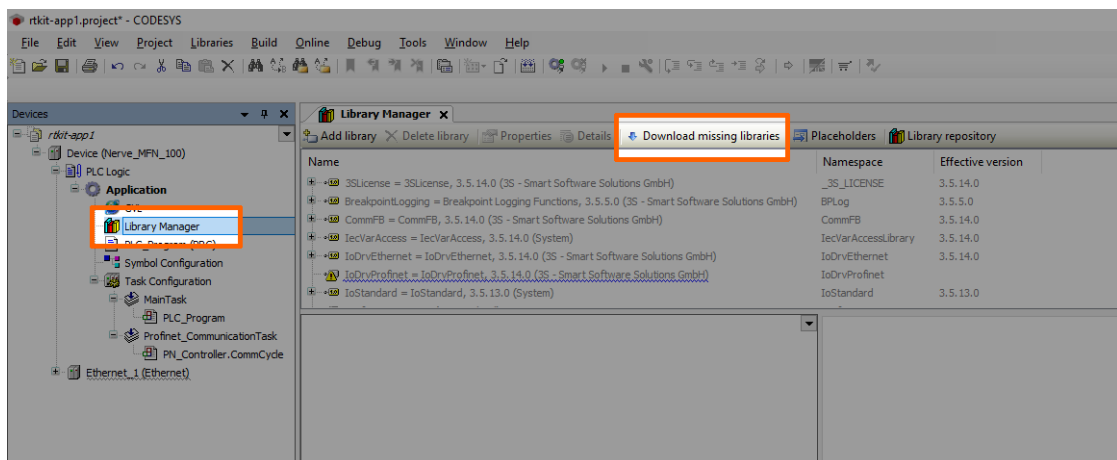 rtkit-app1.project* - CODESYS
File Edit View Project Libraries Build Online Debug Tools Window Help
Devices
rtkit-app1
Device (Nerve_MFN_100)
PLC Logic
Application
GVL
Library Manager
PLC_Program (PRG)
Symbol Configuration
Task Configuration
MainTask
PLC_Program
Profinet_CommunicationTask
PN_Controller.CommCycle
Ethernet_1 (Ethernet)
Library Manager
Add library Delete library Properties Details Download missing libraries Placeholders Library repository
Name Namespace Effective version
3SLicense = 3SLicense, 3.5.14.0 (3S - Smart Software Solutions GmbH) _3S_LICENSE 3.5.14.0
BreakpointLogging = Breakpoint Logging Functions, 3.5.5.0 (3S - Smart Software Solutions GmbH) BPLog 3.5.5.0
CommFB = CommFB, 3.5.14.0 (3S - Smart Software Solutions GmbH) CommFB 3.5.14.0
IecVarAccess = IecVarAccess, 3.5.14.0 (System) IecVarAccessLibrary 3.5.14.0
IoDrvEthernet = IoDrvEthernet, 3.5.14.0 (3S - Smart Software Solutions GmbH) IoDrvEthernet 3.5.14.0
IoDrvProfinet = IoDrvProfinet, 3.5.14.0 (3S - Smart Software Solutions GmbH) IoDrvProfinet
IoStandard = IoStandard, 3.5.13.0 (System) IoStandard 3.5.13.0